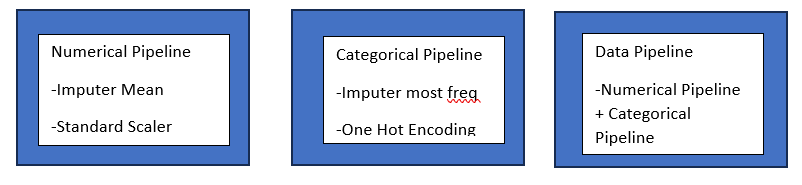 Numerical Pipeline
-Imputer Mean
-Standard Scaler
Categorical Pipeline
-Imputer most freq
-One Hot Encoding
Data Pipeline
-Numerical Pipeline
+ Categorical
Pipeline